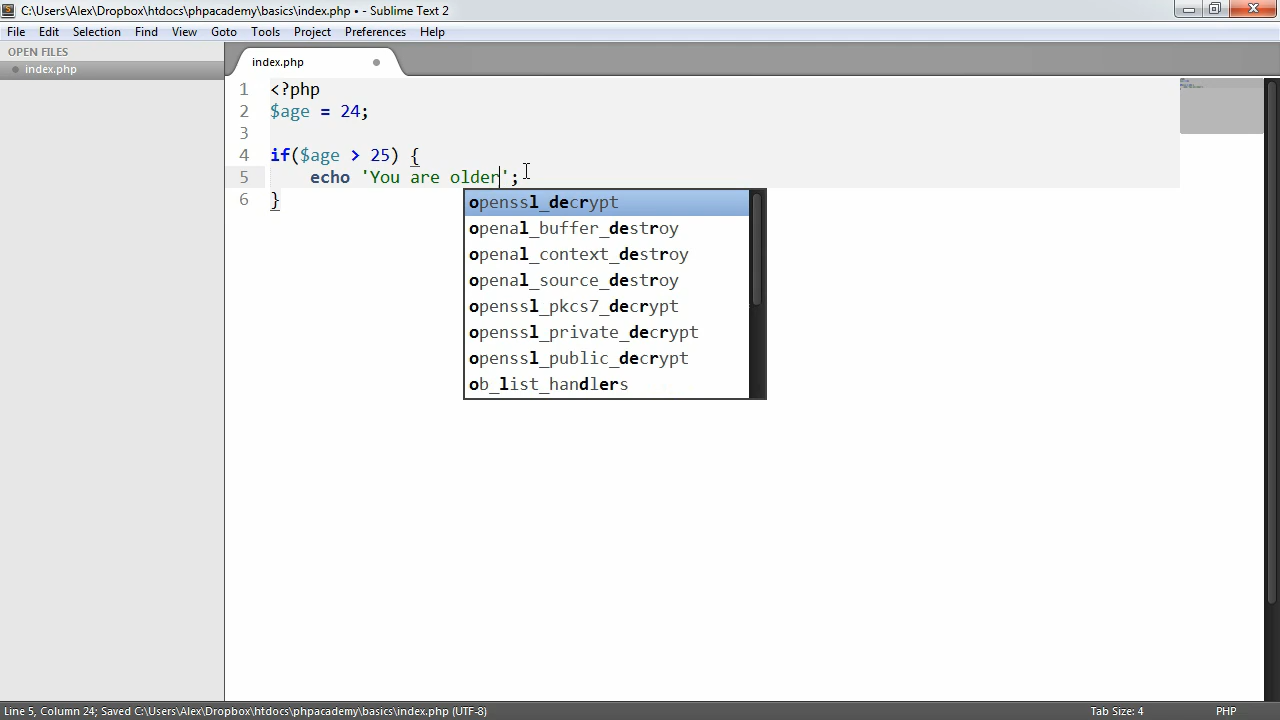 C:\Users\Alex\Dropbox\htdocs\phpacademy\basics\index.php • - Sublime Text 2
File Edit Selection Find View Goto Tools Project Preferences Help
OPEN FILES
index.php
index.php
1 <?php
2 $age = 24;
3
4 if($age > 25) {
5 echo 'You are older';
6 }
openssl_decrypt
openal_buffer_destroy
openal_context_destroy
openal_source_destroy
openssl_pkcs7_decrypt
openssl_private_decrypt
openssl_public_decrypt
ob_list_handlers
Line 5, Column 24; Saved C:\Users\Alex\Dropbox\htdocs\phpacademy\basics\index.php (UTF-8) Tab Size: 4 PHP